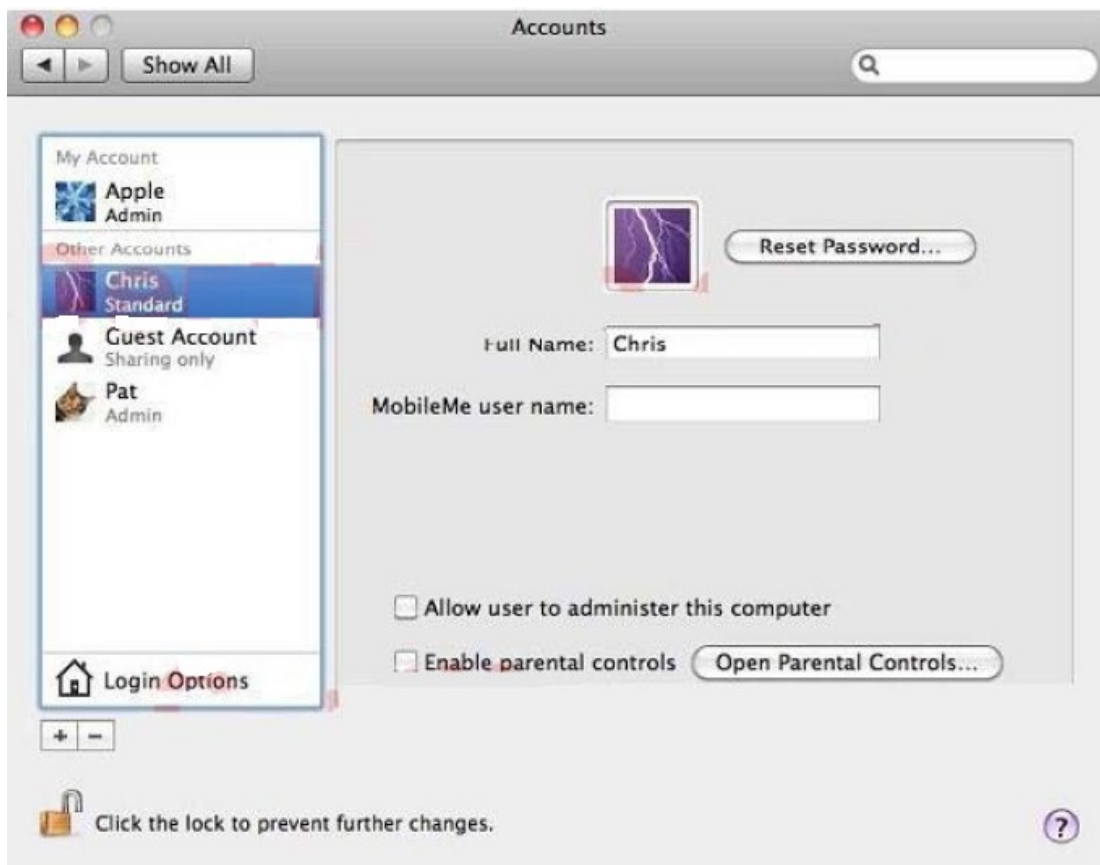 Accounts
Show All
My Account
Apple
Admin
Other Accounts
Chris
Standard
Guest Account
Sharing only
Pat
Admin
Login Options
Reset Password...
Full Name: Chris
MobileMe user name:
Allow user to administer this computer
Enable parental controls Open Parental Controls...
+ −
Click the lock to prevent further changes.
?